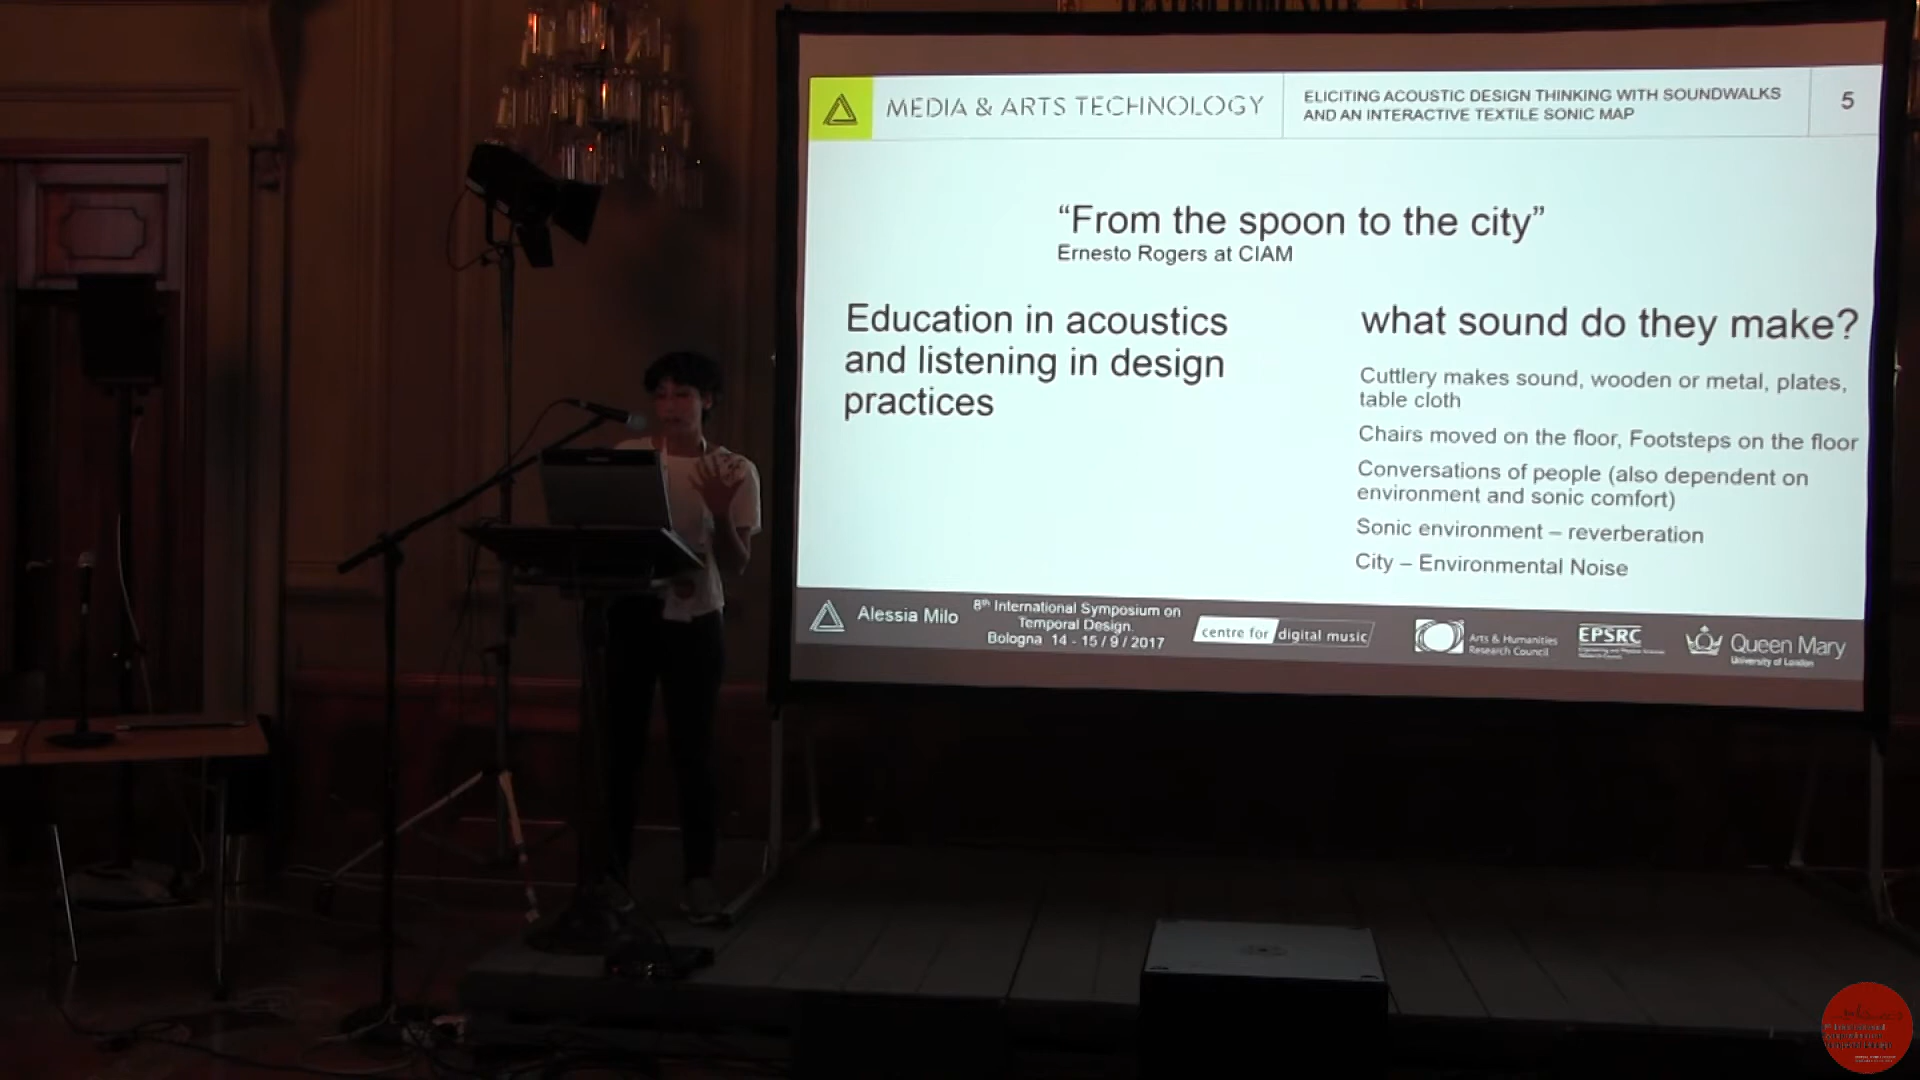 MEDIA & ARTS TECHNOLOGY
ELICITING ACOUSTIC DESIGN THINKING WITH SOUNDWALKS
AND AN INTERACTIVE TEXTILE SONIC MAP
5
“From the spoon to the city”
Ernesto Rogers at CIAM
Education in acoustics
and listening in design
practices
what sound do they make?
Cuttlery makes sound, wooden or metal, plates,
table cloth
Chairs moved on the floor, Footsteps on the floor
Conversations of people (also dependent on
environment and sonic comfort)
Sonic environment – reverberation
City – Environmental Noise
Alessia Milo
8th International Symposium on
Temporal Design
Bologna 14 - 15 / 9 / 2017
centre for digital music
Arts & Humanities
Research Council
EPSRC
Queen Mary
University of London